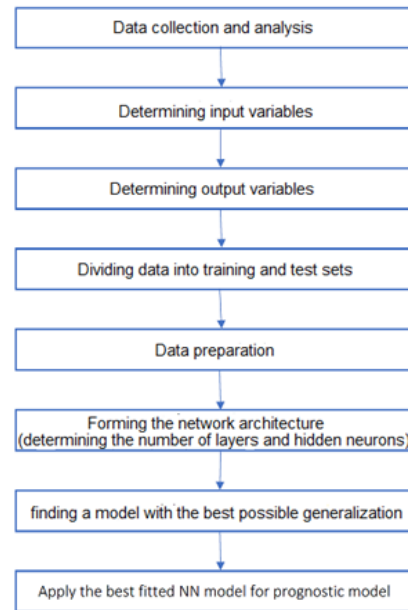 Data collection and analysis
Determining input variables
Determining output variables
Dividing data into training and test sets
Data preparation
Forming the network architecture
(determining the number of layers and hidden neurons)
finding a model with the best possible generalization
Apply the best fitted NN model for prognostic model